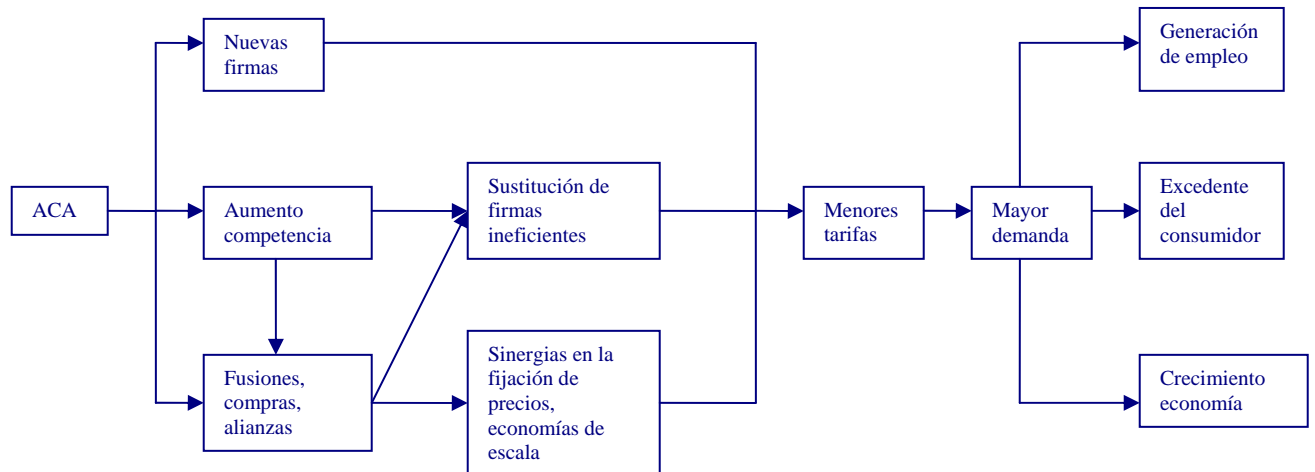 Nuevas
firmas
Generación
de empleo
ACA
Aumento
competencia
Sustitución de
firmas
ineficientes
Menores
tarifas
Mayor
demanda
Excedente
del
consumidor
Fusiones,
compras,
alianzas
Sinergias en la
fijación de
precios,
economías de
escala
Crecimiento
economía